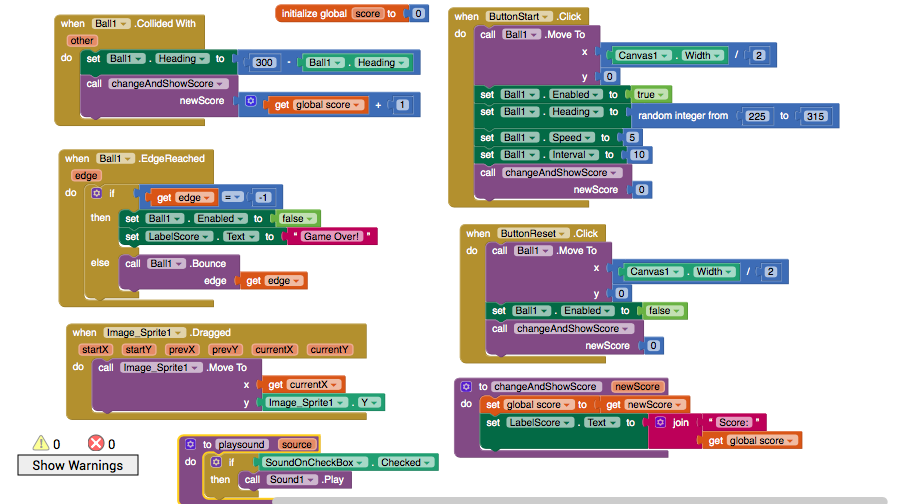 initialize global score to 0
when Ball1 .Collided With
other
do set Ball1 . Heading to 300 - Ball1 . Heading
call changeAndShowScore
newScore get global score + 1
when Ball1 .EdgeReached
edge
do if get edge = -1
then set Ball1 . Enabled to false
set LabelScore . Text to " Game Over! "
else call Ball1 .Bounce
edge get edge
when Image_Sprite1 .Dragged
startX startY prevX prevY currentX currentY
do call Image_Sprite1 .Move To
x get currentX
y Image_Sprite1 . Y
0 0
Show Warnings
to playsound source
do if SoundOnCheckBox . Checked
then call Sound1 .Play
when ButtonStart .Click
do call Ball1 .Move To
x Canvas1 . Width / 2
y 0
set Ball1 . Enabled to true
set Ball1 . Heading to random integer from 225 to 315
set Ball1 . Speed to 5
set Ball1 . Interval to 10
call changeAndShowScore
newScore 0
when ButtonReset .Click
do call Ball1 .Move To
x Canvas1 . Width / 2
y 0
set Ball1 . Enabled to false
call changeAndShowScore
newScore 0
to changeAndShowScore newScore
do set global score to get newScore
set LabelScore . Text to join " Score: "
get global score